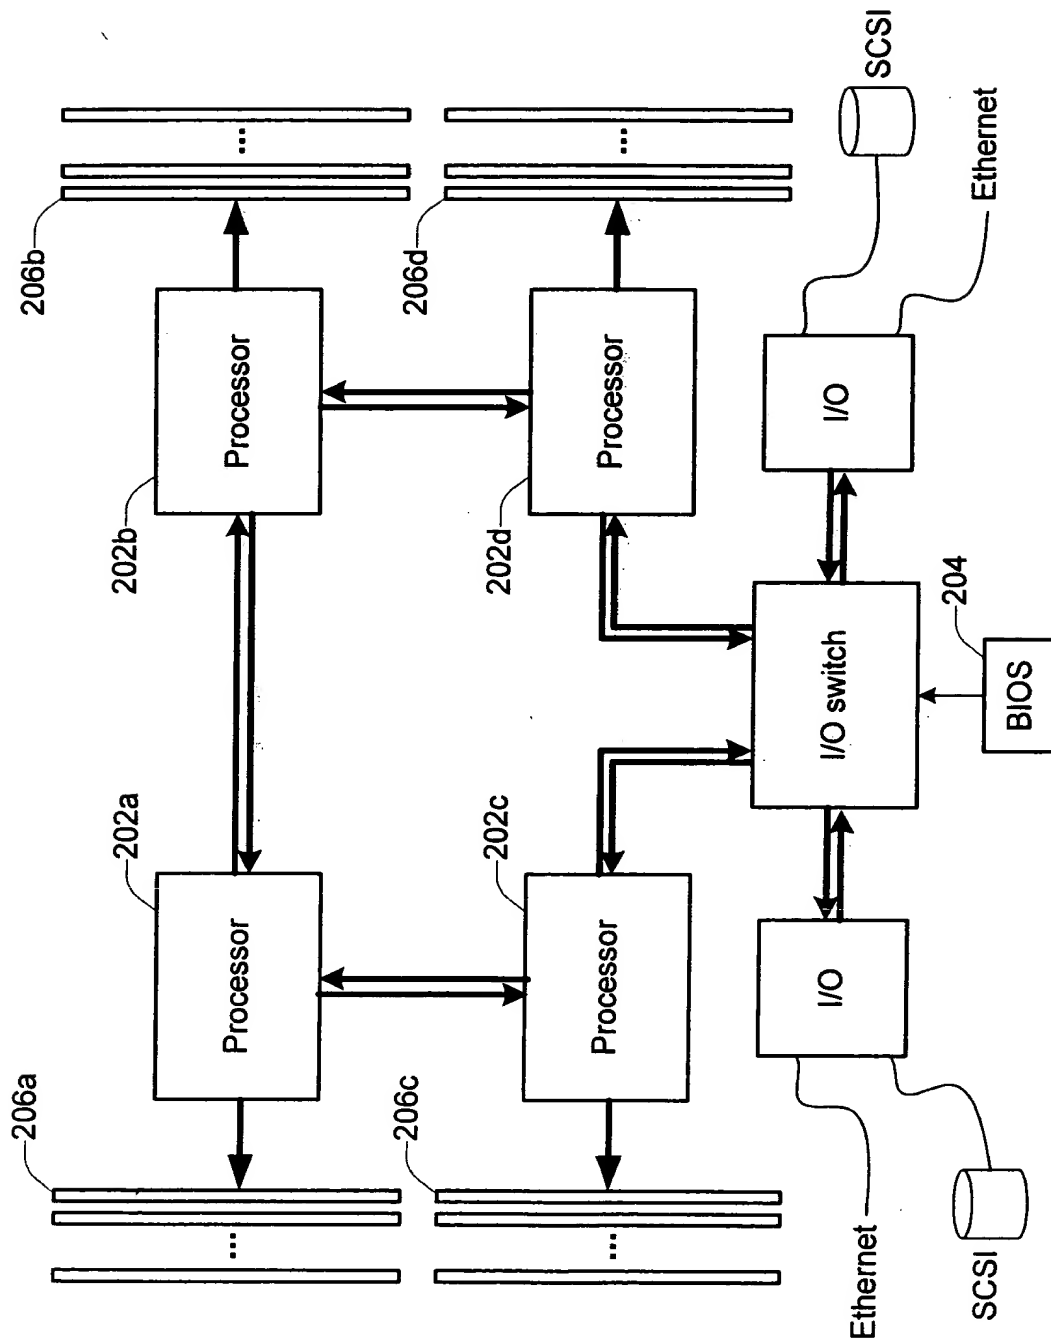 206a
206b
202a
202b
Processor
Processor
...
...
206c
206d
202c
202d
Processor
Processor
...
...
I/O
I/O switch
I/O
Ethernet
SCSI
204
BIOS
SCSI
Ethernet